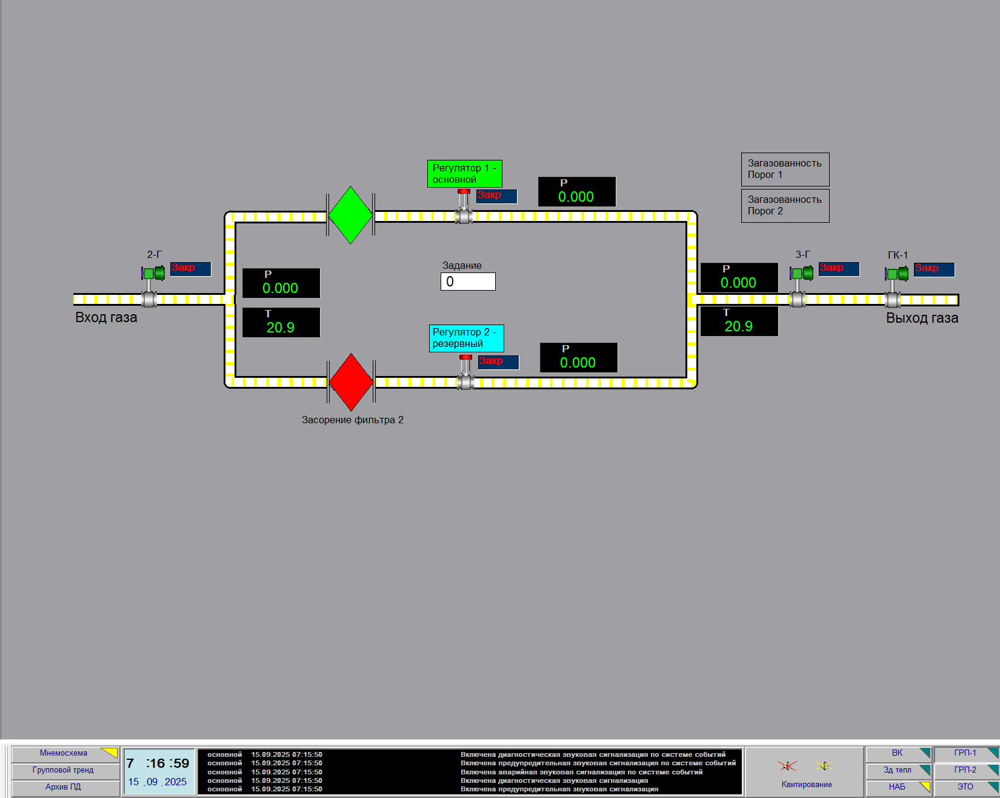 Регулятор 1 -
основной
Закр
P
0.000
Загазованность
Порог 1
Загазованность
Порог 2
2-Г
Закр
P
0.000
T
20.9
Задание
0
P
0.000
T
20.9
3-Г
Закр
ГК-1
Закр
Вход газа
Выход газа
Регулятор 2 -
резервный
Закр
P
0.000
Засорение фильтра 2
Мнемосхема
Групповой тренд
Архив ПД
7 :16 :59
15 .09 .2025
основной 15.09.2025 07:15:50 Включена диагностическая звуковая сигнализация по системе событий
основной 15.09.2025 07:15:50 Включена предупредительная звуковая сигнализация по системе событий
основной 15.09.2025 07:15:50 Включена аварийная звуковая сигнализация по системе событий
основной 15.09.2025 07:15:50 Включена диагностическая звуковая сигнализация
основной 15.09.2025 07:15:50 Включена предупредительная звуковая сигнализация
Квитирование
ВК
ГРП-1
Зд тепл
ГРП-2
НАБ
ЭТО